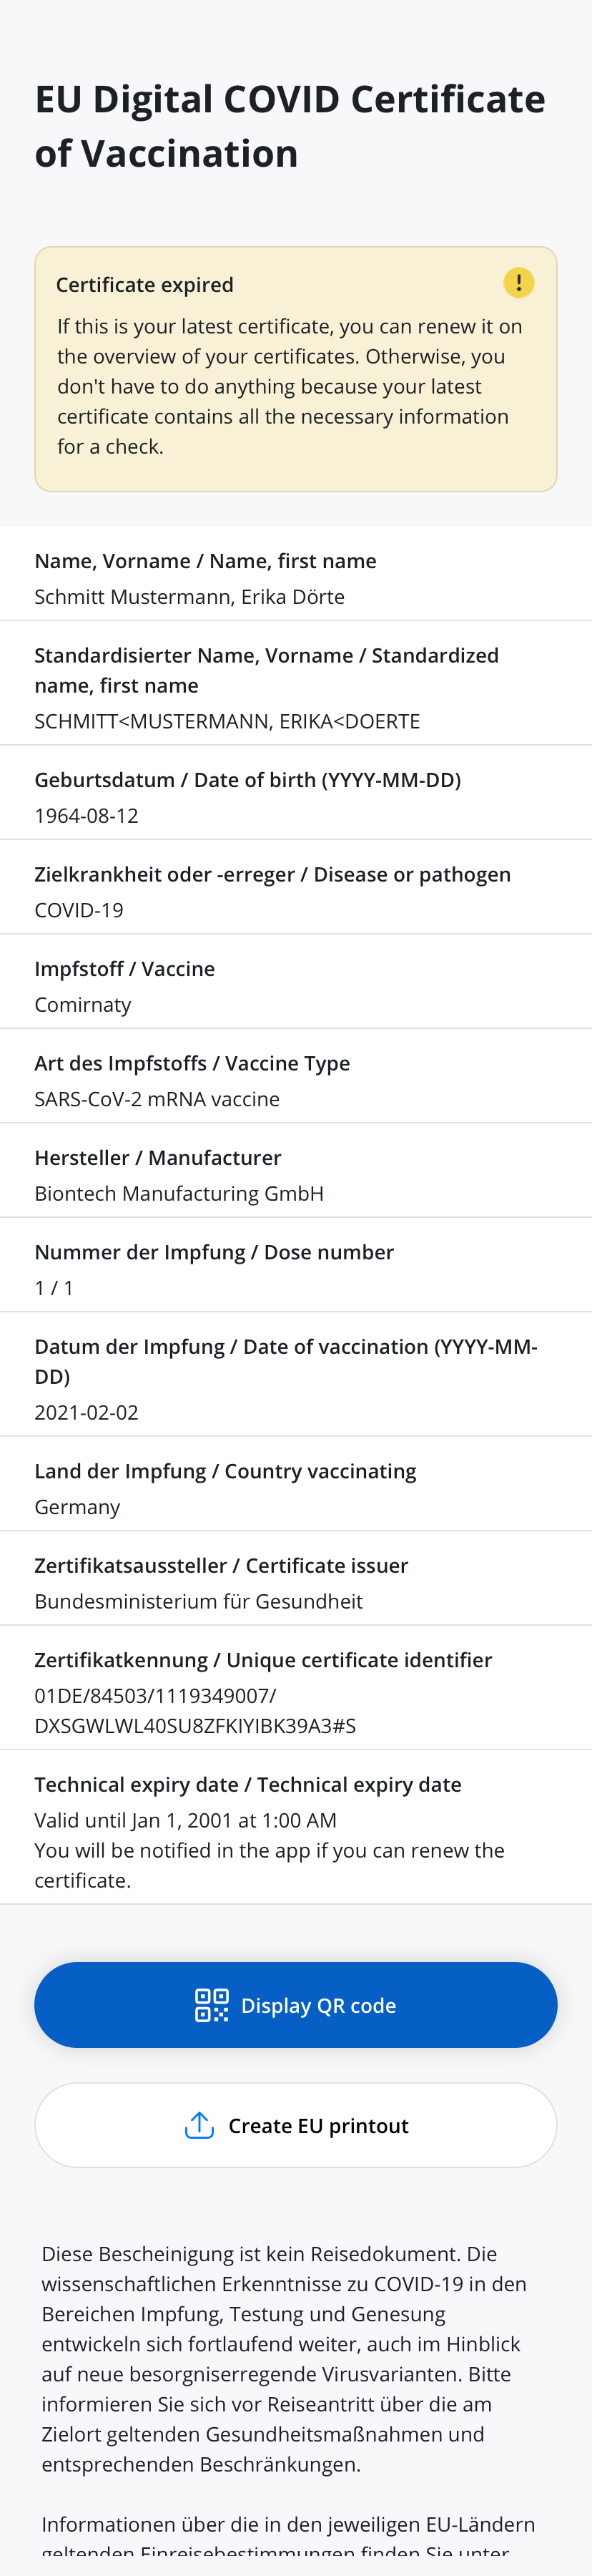 EU Digital COVID Certificate
of Vaccination
Certificate expired
!
If this is your latest certificate, you can renew it on
the overview of your certificates. Otherwise, you
don't have to do anything because your latest
certificate contains all the necessary information
for a check.
Name, Vorname / Name, first name
Schmitt Mustermann, Erika Dörte
Standardisierter Name, Vorname / Standardized
name, first name
SCHMITT<MUSTERMANN, ERIKA<DOERTE
Geburtsdatum / Date of birth (YYYY-MM-DD)
1964-08-12
Zielkrankheit oder -erreger / Disease or pathogen
COVID-19
Impfstoff / Vaccine
Comirnaty
Art des Impfstoffs / Vaccine Type
SARS-CoV-2 mRNA vaccine
Hersteller / Manufacturer
Biontech Manufacturing GmbH
Nummer der Impfung / Dose number
1 / 1
Datum der Impfung / Date of vaccination (YYYY-MM-
DD)
2021-02-02
Land der Impfung / Country vaccinating
Germany
Zertifikatsaussteller / Certificate issuer
Bundesministerium für Gesundheit
Zertifikatkennung / Unique certificate identifier
01DE/84503/1119349007/
DXSGWLWL40SU8ZFKIYIBK39A3#S
Technical expiry date / Technical expiry date
Valid until Jan 1, 2001 at 1:00 AM
You will be notified in the app if you can renew the
certificate.
Display QR code
Create EU printout
Diese Bescheinigung ist kein Reisedokument. Die
wissenschaftlichen Erkenntnisse zu COVID-19 in den
Bereichen Impfung, Testung und Genesung
entwickeln sich fortlaufend weiter, auch im Hinblick
auf neue besorgniserregende Virusvarianten. Bitte
informieren Sie sich vor Reiseantritt über die am
Zielort geltenden Gesundheitsmaßnahmen und
entsprechenden Beschränkungen.
Informationen über die in den jeweiligen EU-Ländern
geltenden Einreisebestimmungen finden Sie unter